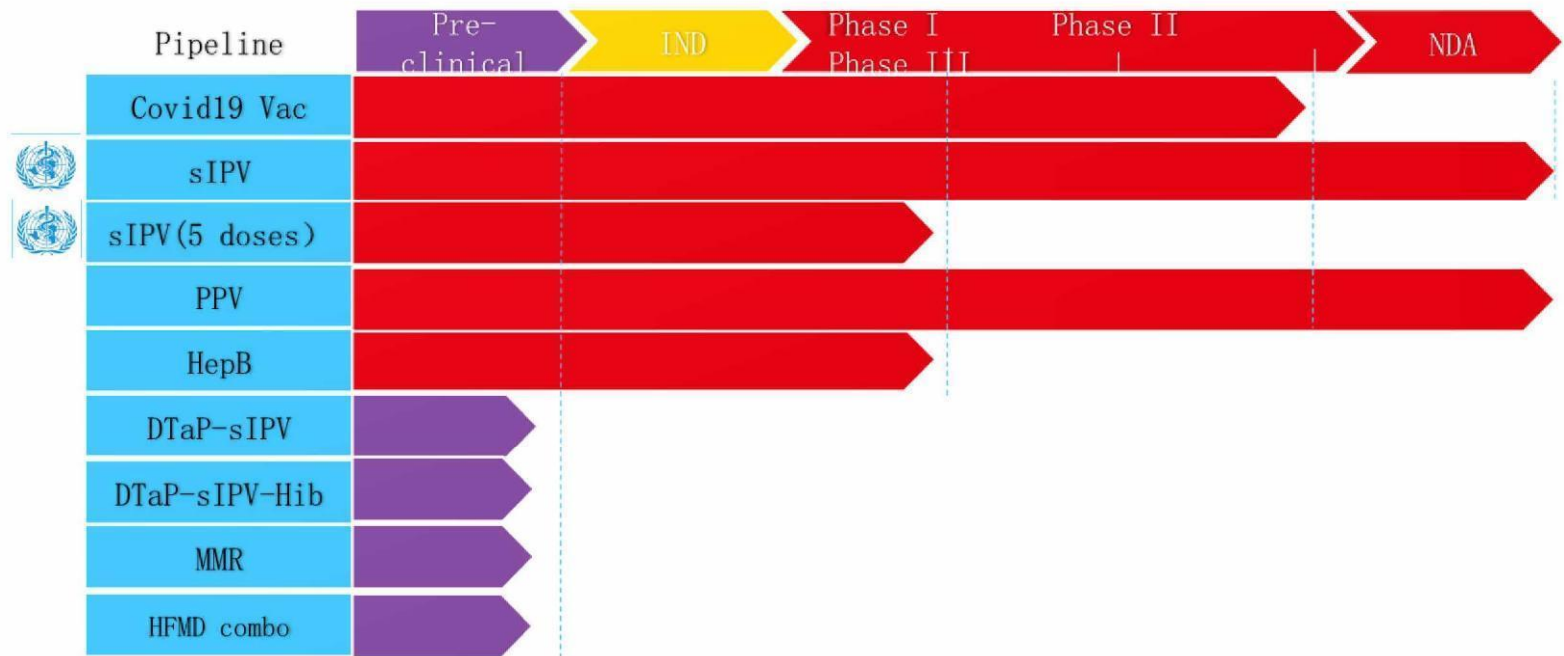 Pipeline
Pre-
clinical
IND
Phase I Phase II
Phase III
NDA
Covid19 Vac
sIPV
sIPV(5 doses)
PPV
HepB
DTaP-sIPV
DTaP-sIPV-Hib
MMR
HFMD combo